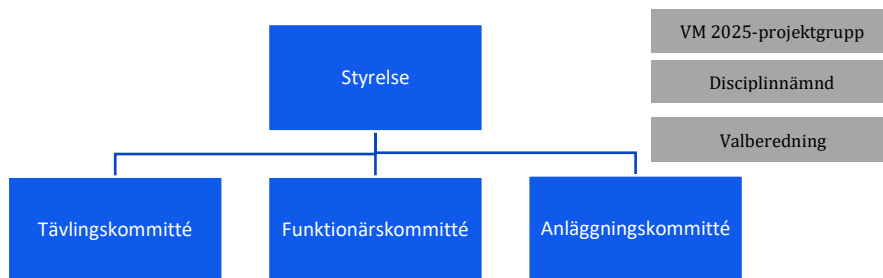 Styrelse
VM 2025-projektgrupp
Disciplinnämnd
Valberedning
Tävlingskommitté
Funktionärskommitté
Anläggningskommitté